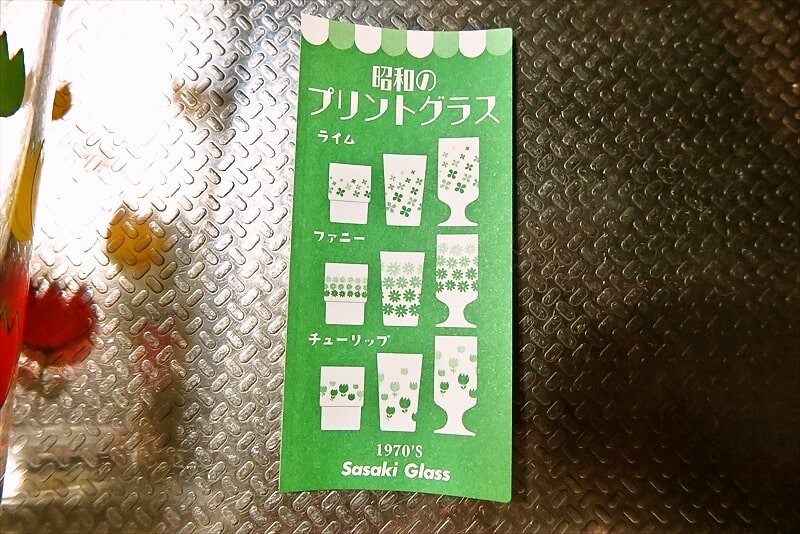 昭和の
プリントグラス
ライム
ファニー
チューリップ
1970'S
Sasaki Glass